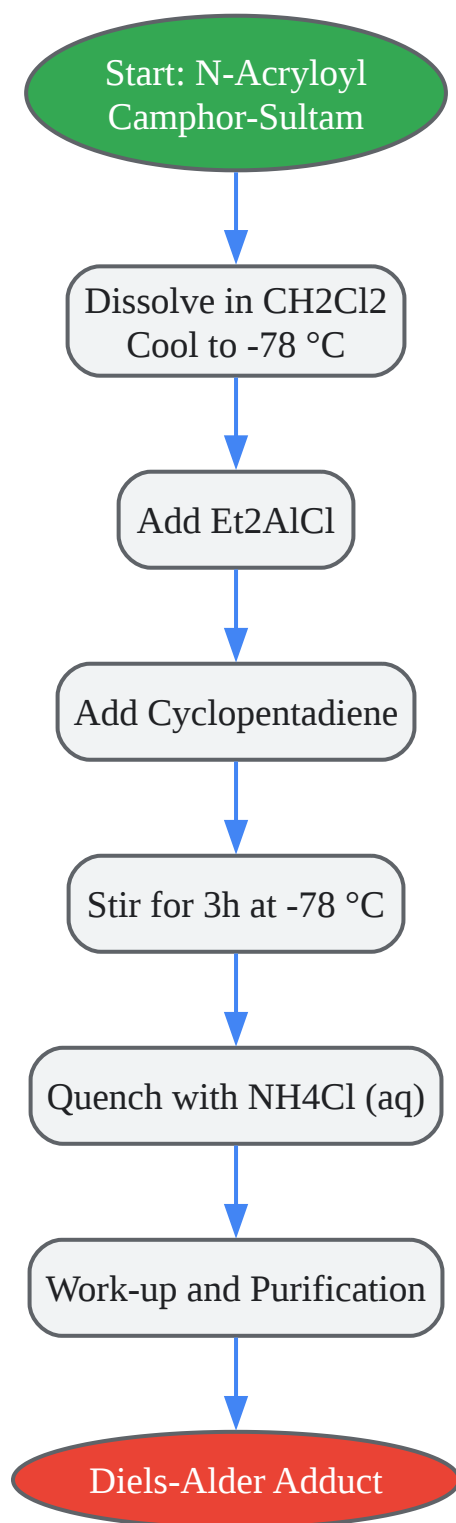 Start: N-Acryloyl
Camphor-Sultam
Dissolve in CH2Cl2
Cool to -78 °C
Add Et2AlCl
Add Cyclopentadiene
Stir for 3h at -78 °C
Quench with NH4Cl (aq)
Work-up and Purification
Diels-Alder Adduct